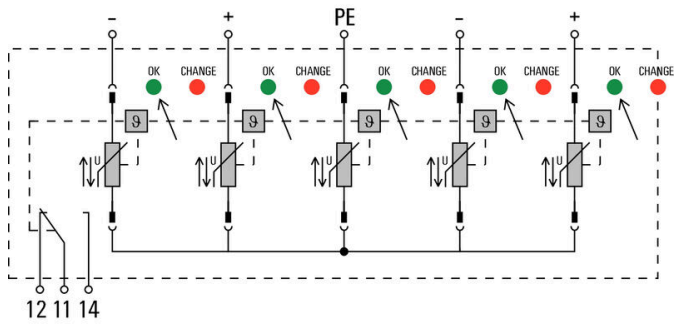 - + PE - +
OK CHANGE OK CHANGE OK CHANGE OK CHANGE OK CHANGE
ϑ ϑ ϑ ϑ ϑ
U U U U U
12 11 14